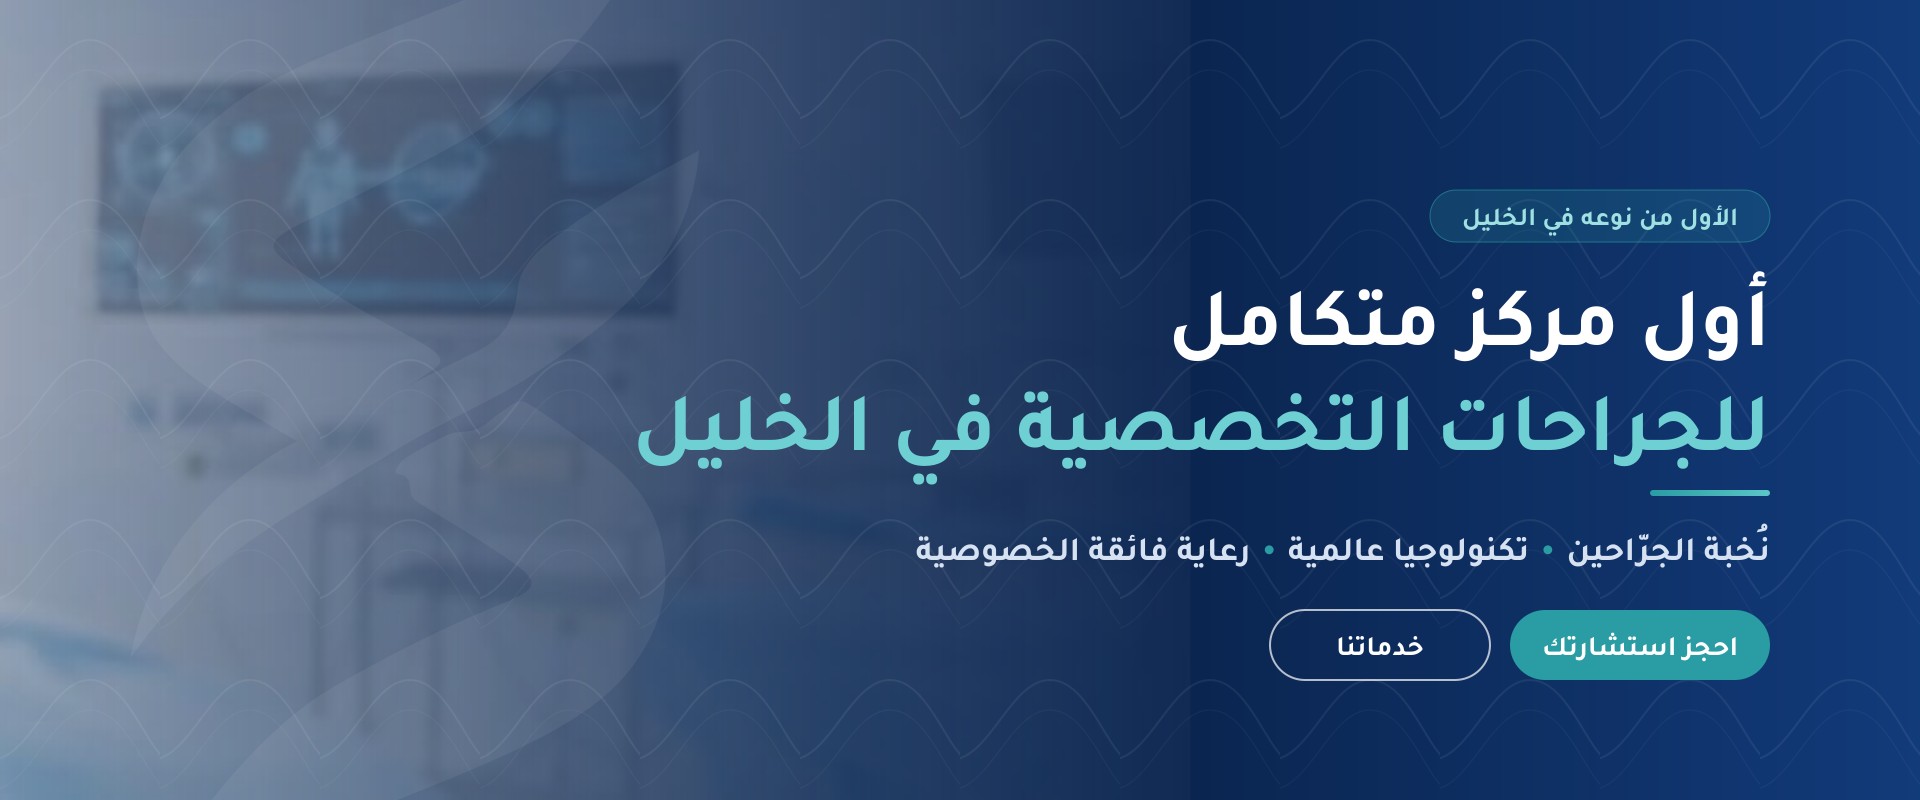 الأول من نوعه في الخليل
أول مركز متكامل
للجراحات التخصصية في الخليل
نُخبة الجرّاحين • تكنولوجيا عالمية • رعاية فائقة الخصوصية
احجز استشارتك
خدماتنا